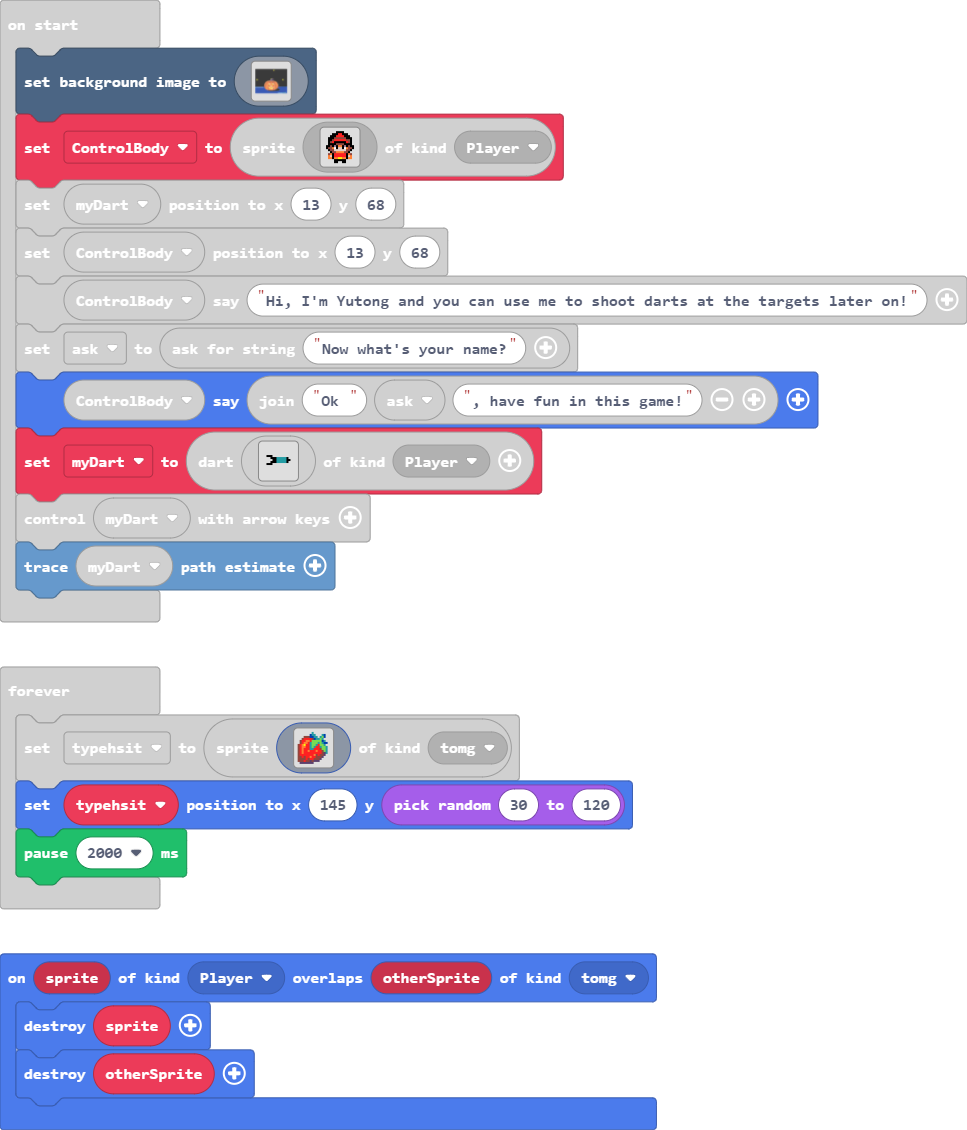 on start
set background image to
set ControlBody to sprite of kind Player
set myDart position to x 13 y 68
set ControlBody position to x 13 y 68
ControlBody say "Hi, I'm Yutong and you can use me to shoot darts at the targets later on!"
set ask to ask for string "Now what's your name?"
ControlBody say join "Ok " ask ", have fun in this game!"
set myDart to dart of kind Player
control myDart with arrow keys
trace myDart path estimate
forever
set typehsit to sprite of kind tomg
set typehsit position to x 145 y pick random 30 to 120
pause 2000 ms
on sprite of kind Player overlaps otherSprite of kind tomg
destroy sprite
destroy otherSprite